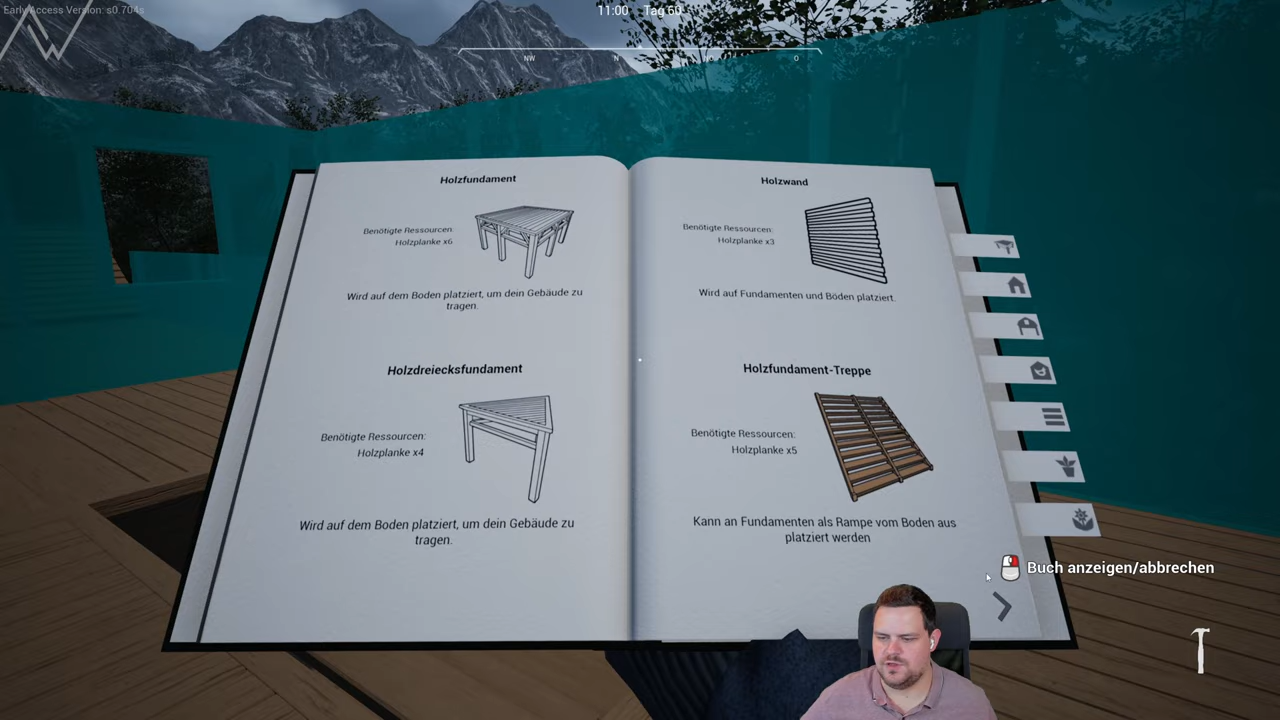 Early Access Version: s0.704s
11:00 Tag 60
NW N O
Holzfundament
Benötigte Ressourcen:
Holzplanke x6
Wird auf dem Boden platziert, um dein Gebäude zu
tragen.
Holzdreiecksfundament
Benötigte Ressourcen:
Holzplanke x4
Wird auf dem Boden platziert, um dein Gebäude zu
tragen.
Holzwand
Benötigte Ressourcen:
Holzplanke x3
Wird auf Fundamenten und Böden platziert.
Holzfundament-Treppe
Benötigte Ressourcen:
Holzplanke x5
Kann an Fundamenten als Rampe vom Boden aus
platziert werden
Buch anzeigen/abbrechen